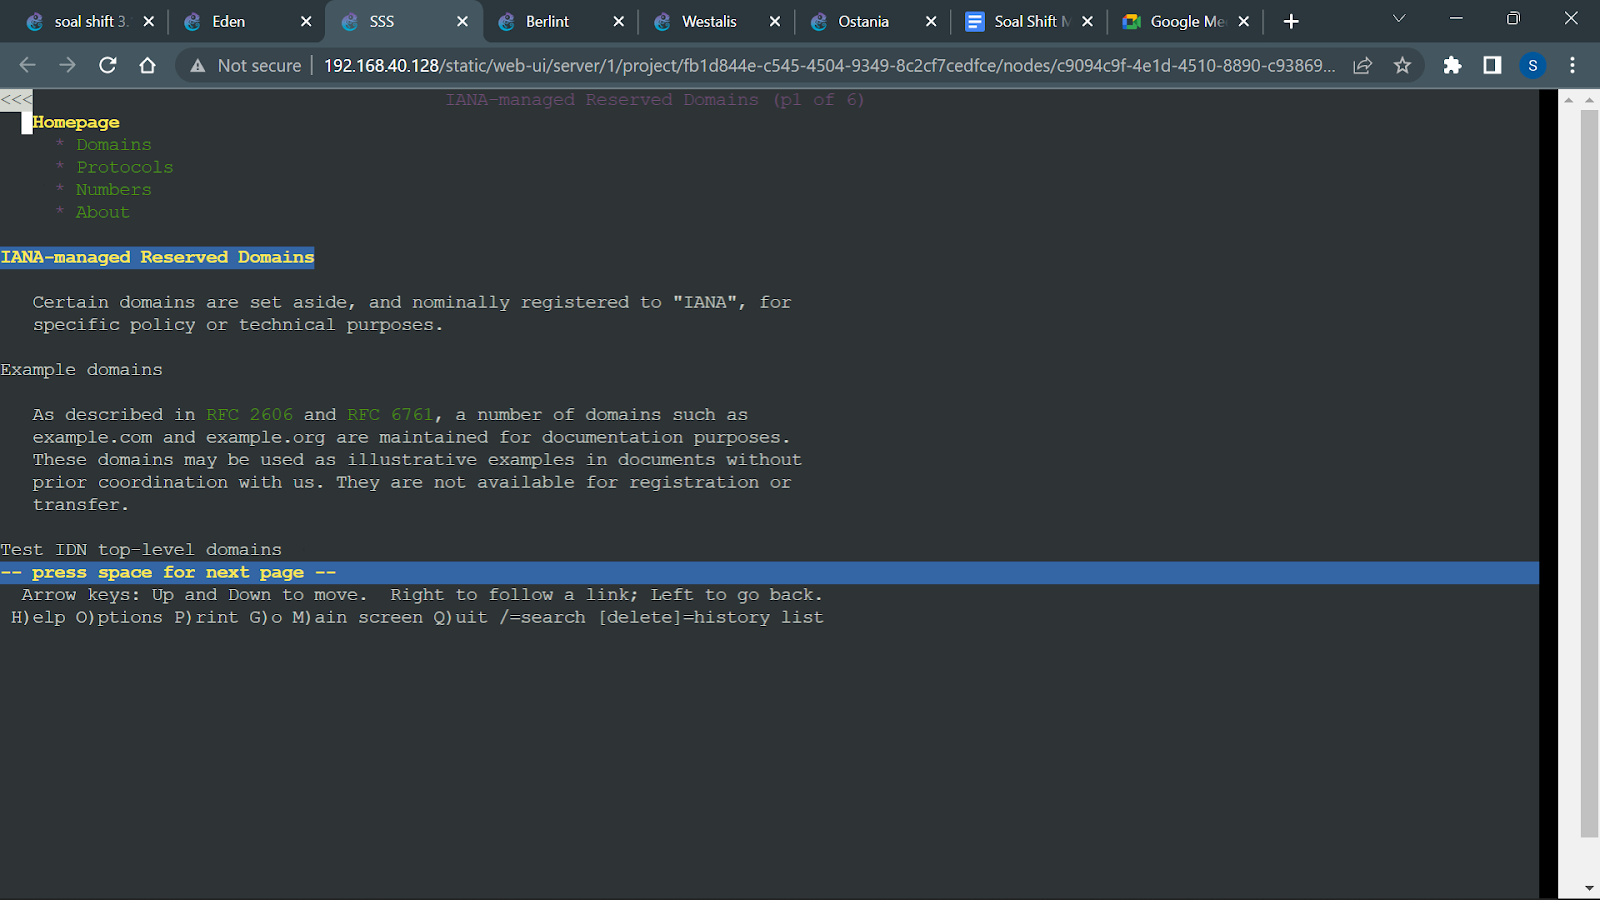 soal shift 3.
Eden
SSS
Berlint
Westalis
Ostania
Soal Shift M
Google Me
Not secure
192.168.40.128/static/web-ui/server/1/project/fb1d844e-c545-4504-9349-8c2cf7cedfce/nodes/c9094c9f-4e1d-4510-8890-c93869...
S
<<<
IANA-managed Reserved Domains (p1 of 6)
Homepage
* Domains
* Protocols
* Numbers
* About
IANA-managed Reserved Domains
Certain domains are set aside, and nominally registered to "IANA", for
specific policy or technical purposes.
Example domains
As described in RFC 2606 and RFC 6761, a number of domains such as
example.com and example.org are maintained for documentation purposes.
These domains may be used as illustrative examples in documents without
prior coordination with us. They are not available for registration or
transfer.
Test IDN top-level domains
-- press space for next page --
Arrow keys: Up and Down to move.  Right to follow a link; Left to go back.
H)elp O)ptions P)rint G)o M)ain screen Q)uit /=search [delete]=history list